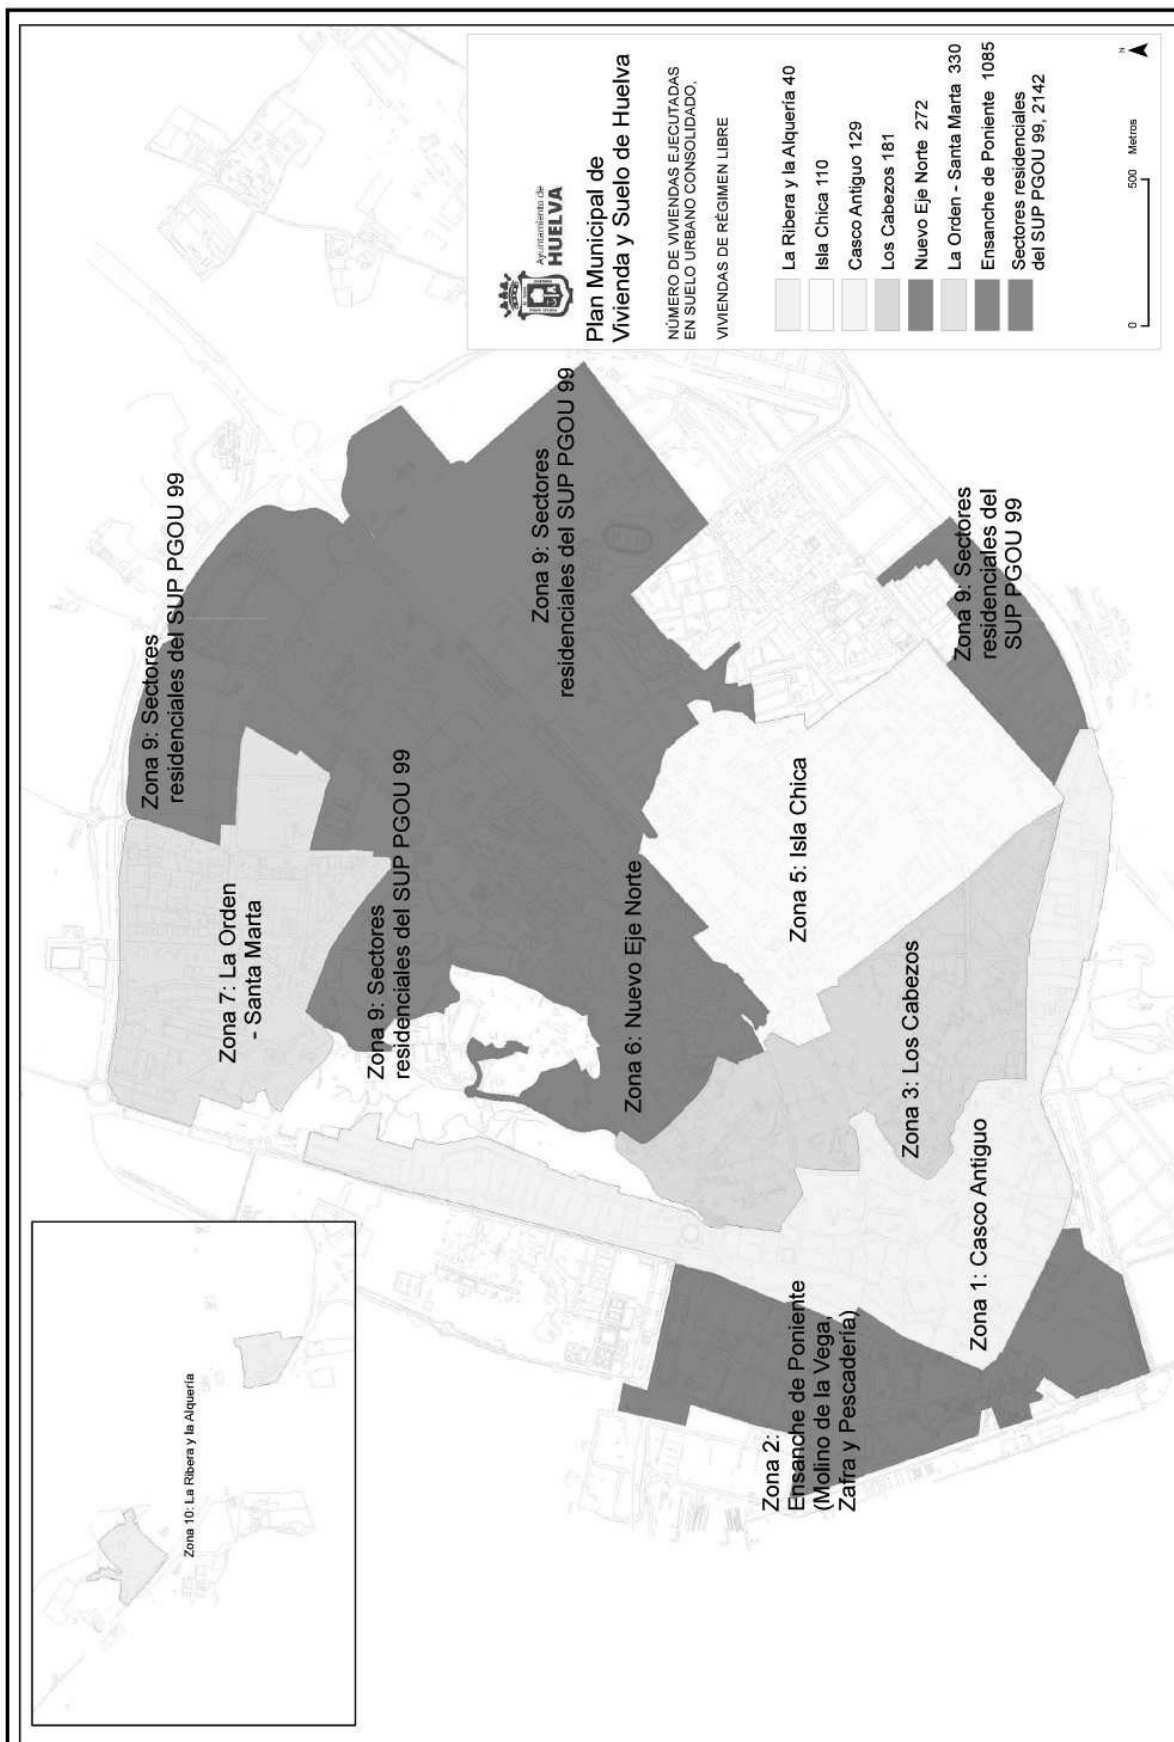 Ayuntamiento de
HUELVA
Plan Municipal de
Vivienda y Suelo de Huelva
NÚMERO DE VIVIENDAS EJECUTADAS
EN SUELO URBANO CONSOLIDADO,
VIVIENDAS DE RÉGIMEN LIBRE
La Ribera y la Alquería 40
Isla Chica 110
Casco Antiguo 129
Los Cabezos 181
Nuevo Eje Norte 272
La Orden - Santa Marta 330
Ensanche de Poniente 1085
Sectores residenciales
del SUP PGOU 99, 2142
0 500 Metros
N
Zona 10: La Ribera y la Alquería
Zona 9: Sectores
residenciales del SUP PGOU 99
Zona 7: La Orden
- Santa Marta
Zona 9: Sectores
residenciales del SUP PGOU 99
Zona 9: Sectores
residenciales del SUP PGOU 99
Zona 6: Nuevo Eje Norte
Zona 5: Isla Chica
Zona 3: Los Cabezos
Zona 9: Sectores
residenciales del
SUP PGOU 99
Zona 1: Casco Antiguo
Zona 2:
Ensanche de Poniente
(Molino de la Vega,
Zafra y Pescadería)